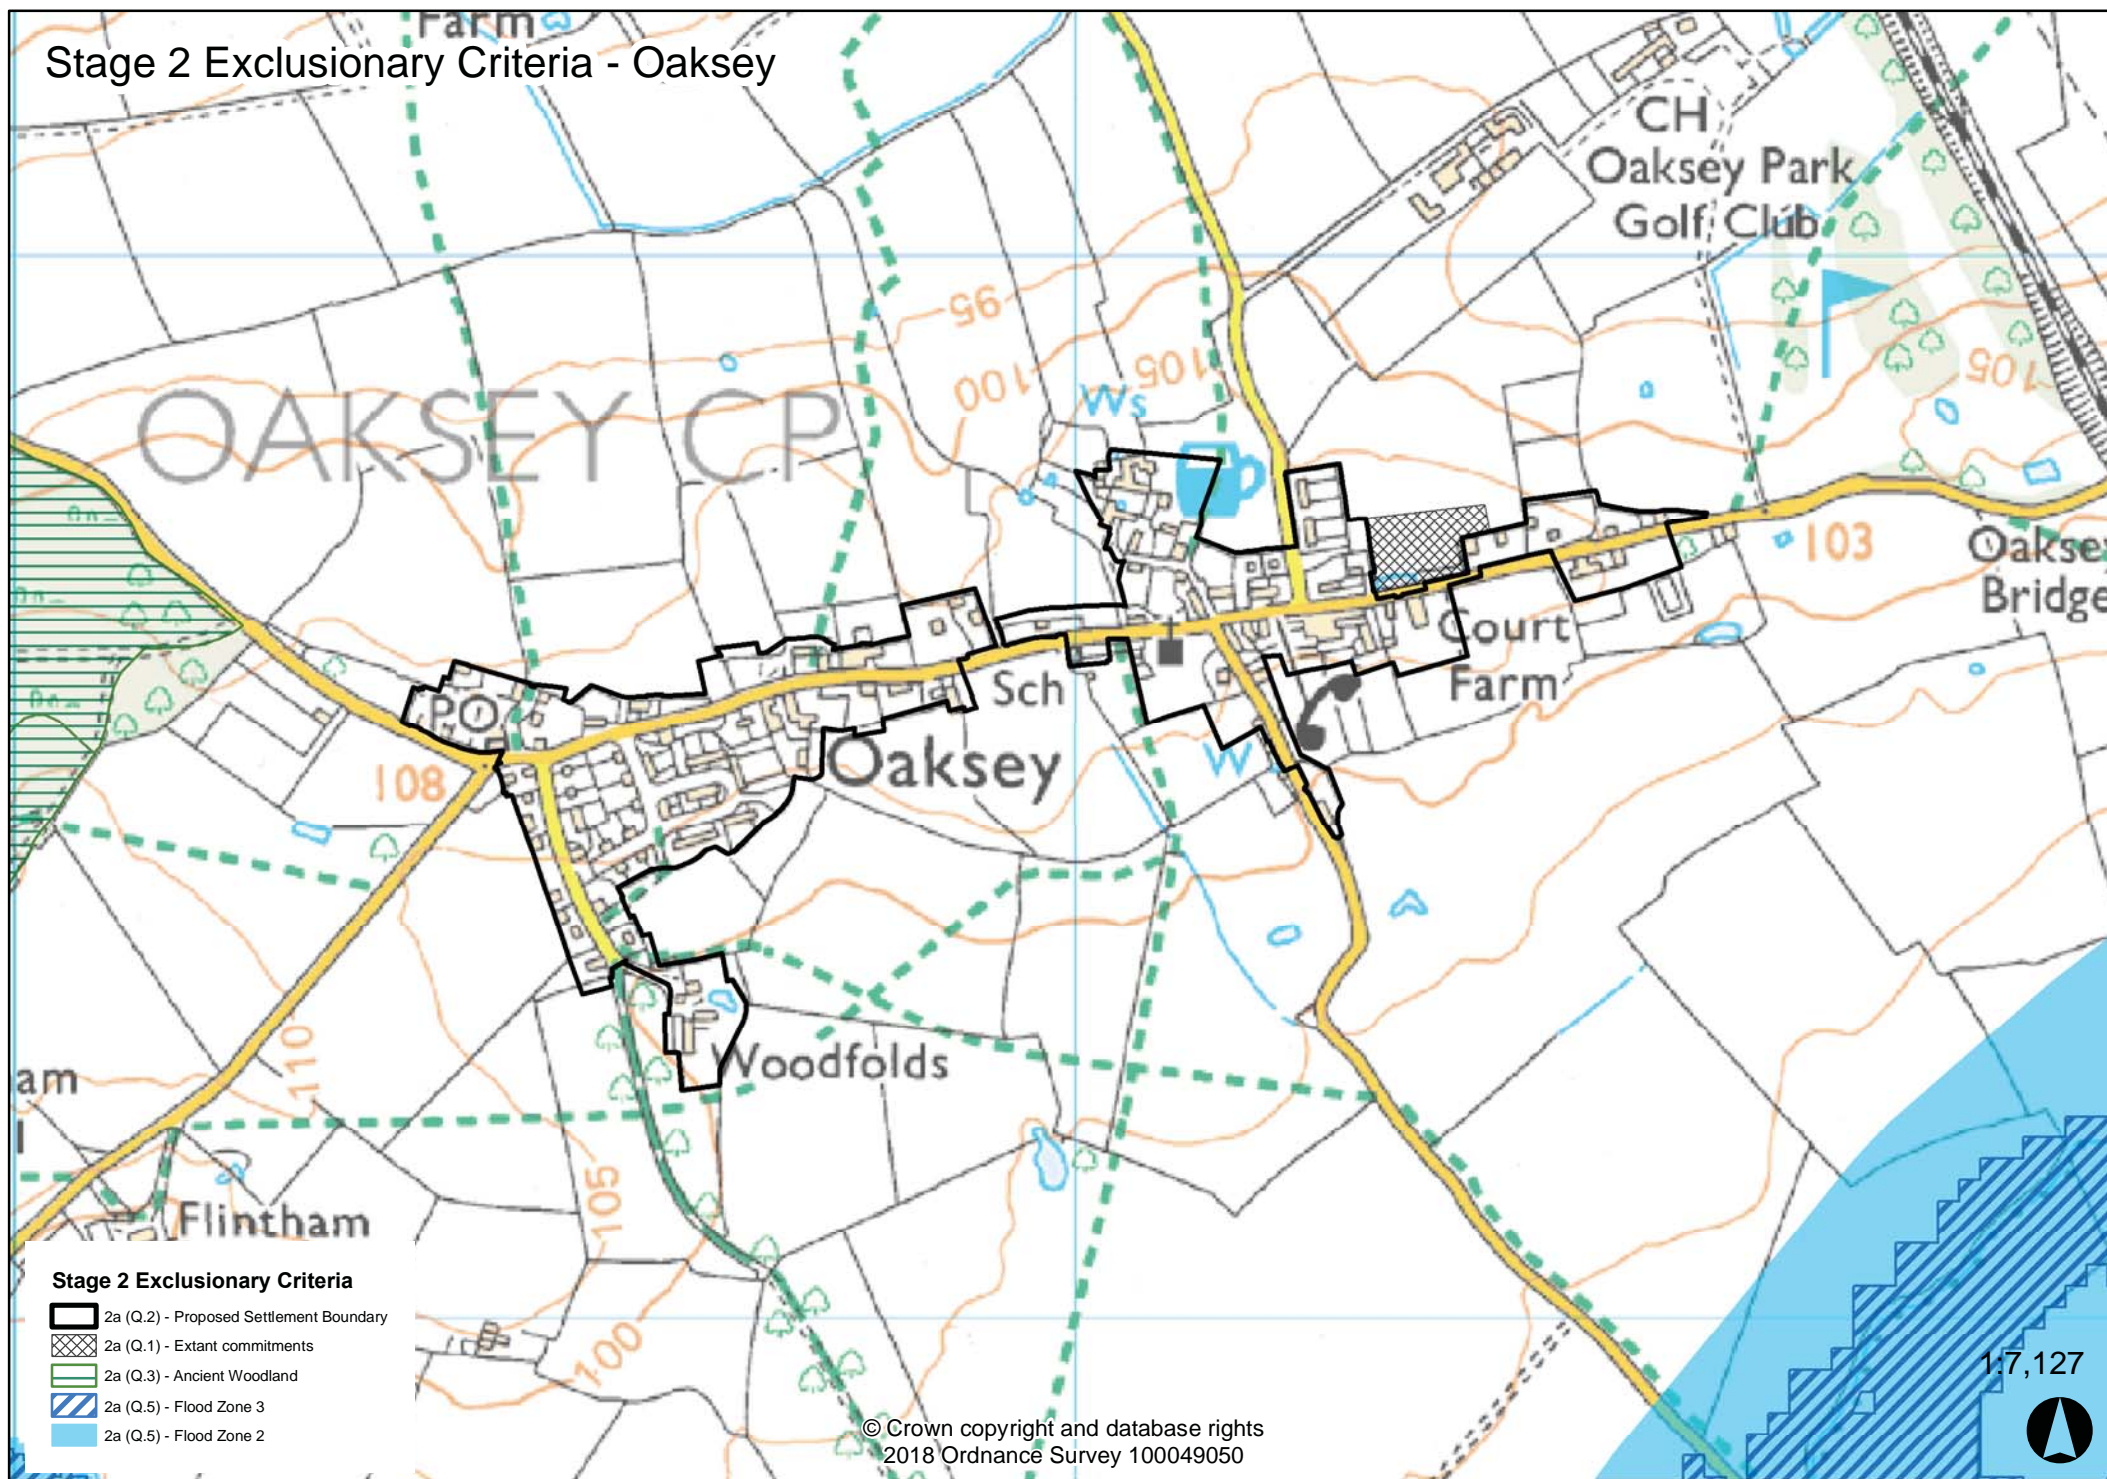 Farm
Stage 2 Exclusionary Criteria - Oaksey
CH
Oaksey Park
Golf Club
95
100
105
105
Ws
OAKSEY CP
103
Oaksey
Bridge
Court
Farm
Sch
PO
108
Oaksey
W
110
Woodfolds
am
Flintham
105
100
Stage 2 Exclusionary Criteria
2a (Q.2) - Proposed Settlement Boundary
2a (Q.1) - Extant commitments
2a (Q.3) - Ancient Woodland
2a (Q.5) - Flood Zone 3
2a (Q.5) - Flood Zone 2
1:7,127
© Crown copyright and database rights
2018 Ordnance Survey 100049050